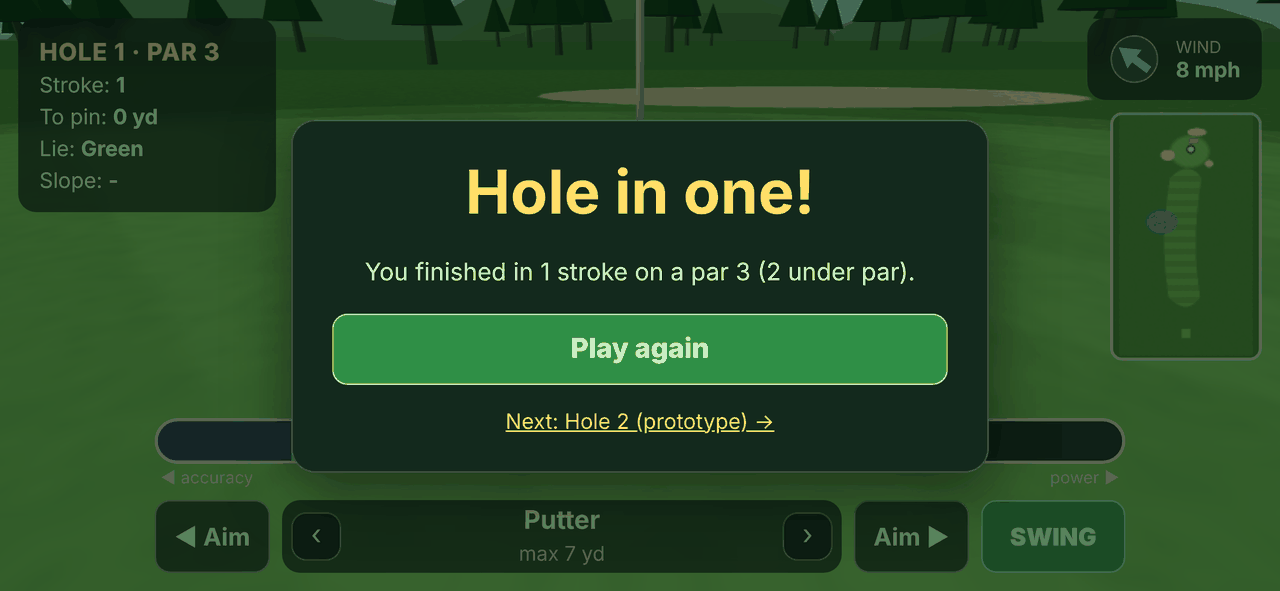 HOLE 1 · PAR 3
Stroke: 1
To pin: 0 yd
Lie: Green
Slope: -
WIND
8 mph
Hole in one!
You finished in 1 stroke on a par 3 (2 under par).
Play again
Next: Hole 2 (prototype) →
◀ accuracy
power ▶
◀ Aim
‹
Putter
max 7 yd
›
Aim ▶
SWING